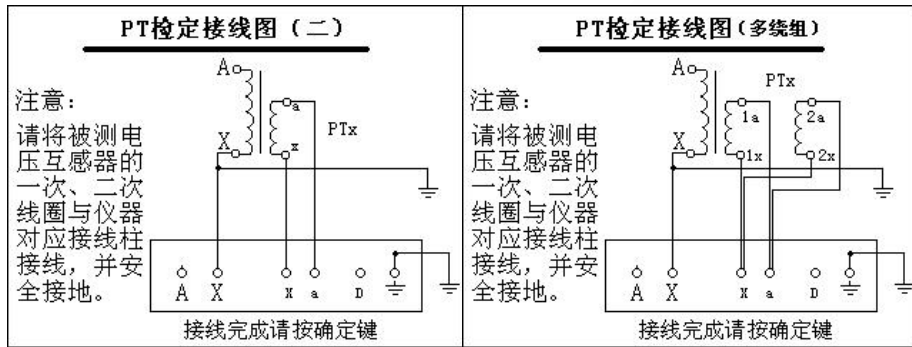 PT检定接线图（二）
A
a
注意：
PTx
请将被测电
压互感器的
X
x
一次、二次
线圈与仪器
对应接线柱
接线，并安
全接地。
A X x a D
接线完成请按确定键
PT检定接线图(多绕组)
A
PTx
注意：
1a
2a
请将被测电
压互感器的
X
1x
2x
一次、二次
线圈与仪器
对应接线柱
接线，并安
全接地。
A X x a D
接线完成请按确定键